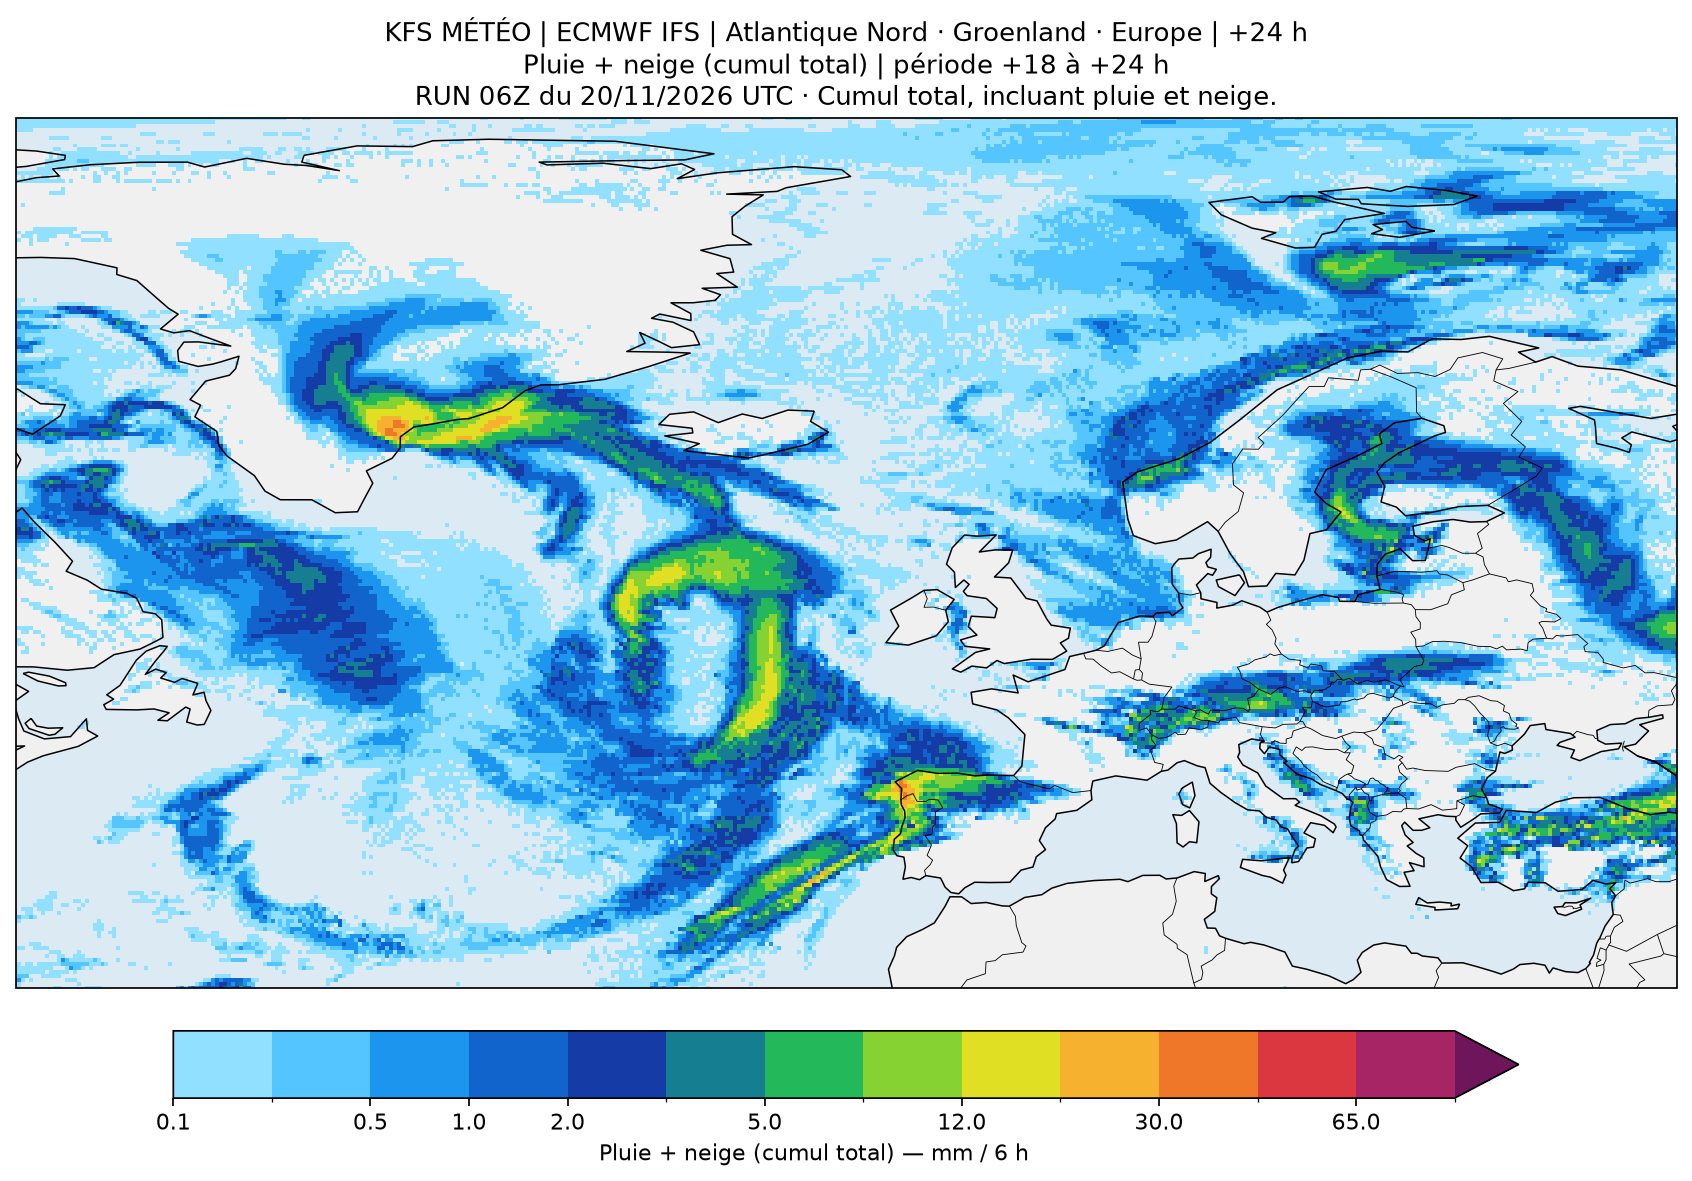 KFS MÉTÉO | ECMWF IFS | Atlantique Nord · Groenland · Europe | +24 h
Pluie + neige (cumul total) | période +18 à +24 h
RUN 06Z du 20/11/2026 UTC · Cumul total, incluant pluie et neige.
0.1 0.5 1.0 2.0 5.0 12.0 30.0 65.0
Pluie + neige (cumul total) — mm / 6 h